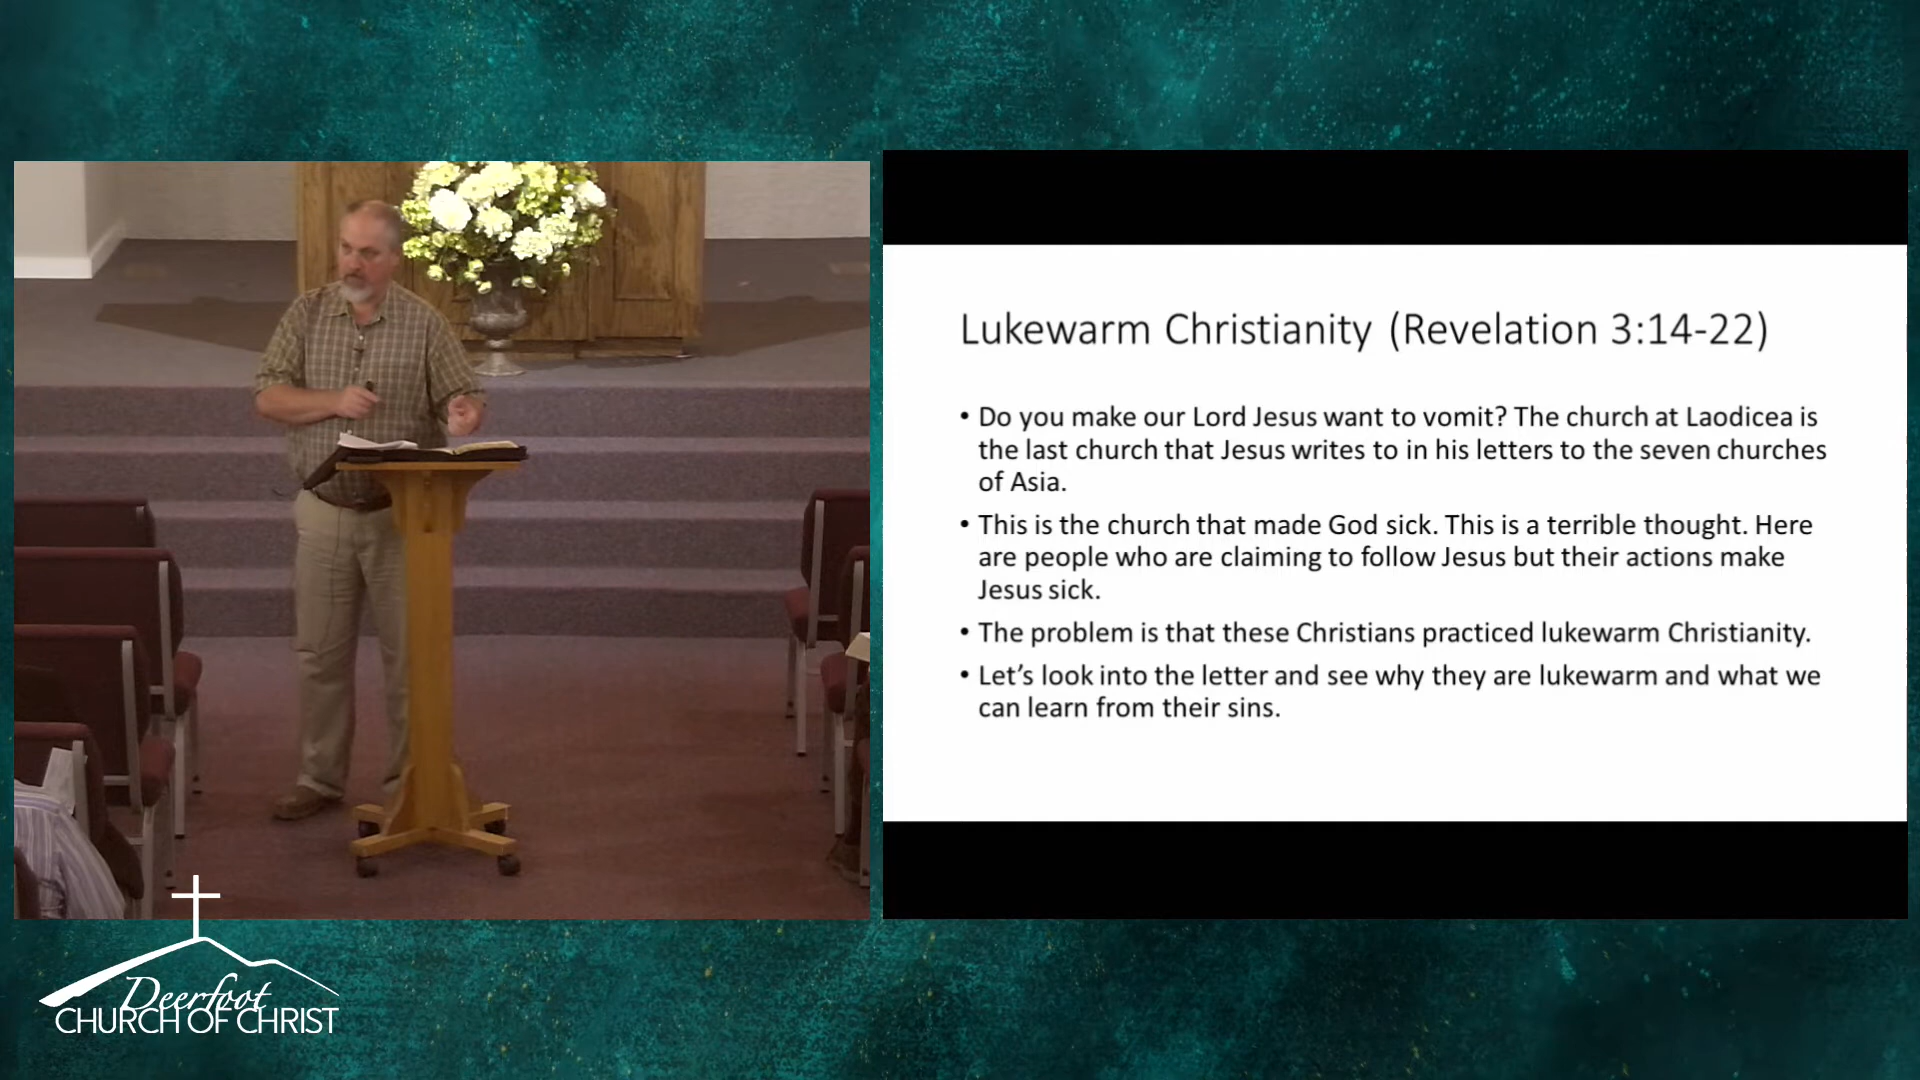 Lukewarm Christianity (Revelation 3:14-22)
• Do you make our Lord Jesus want to vomit? The church at Laodicea is
the last church that Jesus writes to in his letters to the seven churches
of Asia.
• This is the church that made God sick. This is a terrible thought. Here
are people who are claiming to follow Jesus but their actions make
Jesus sick.
• The problem is that these Christians practiced lukewarm Christianity.
• Let’s look into the letter and see why they are lukewarm and what we
can learn from their sins.
Deerfoot
CHURCH OF CHRIST